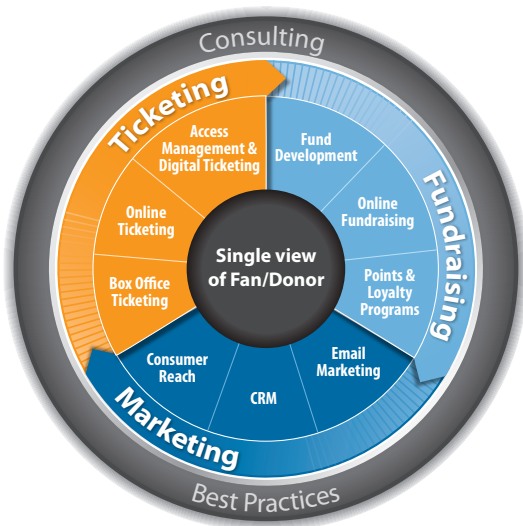 Consulting
Ticketing
Access
Management &
Digital Ticketing
Online
Ticketing
Box Office
Ticketing
Fundraising
Fund
Development
Online
Fundraising
Points &
Loyalty
Programs
Single view
of Fan/Donor
Marketing
Consumer
Reach
CRM
Email
Marketing
Best Practices